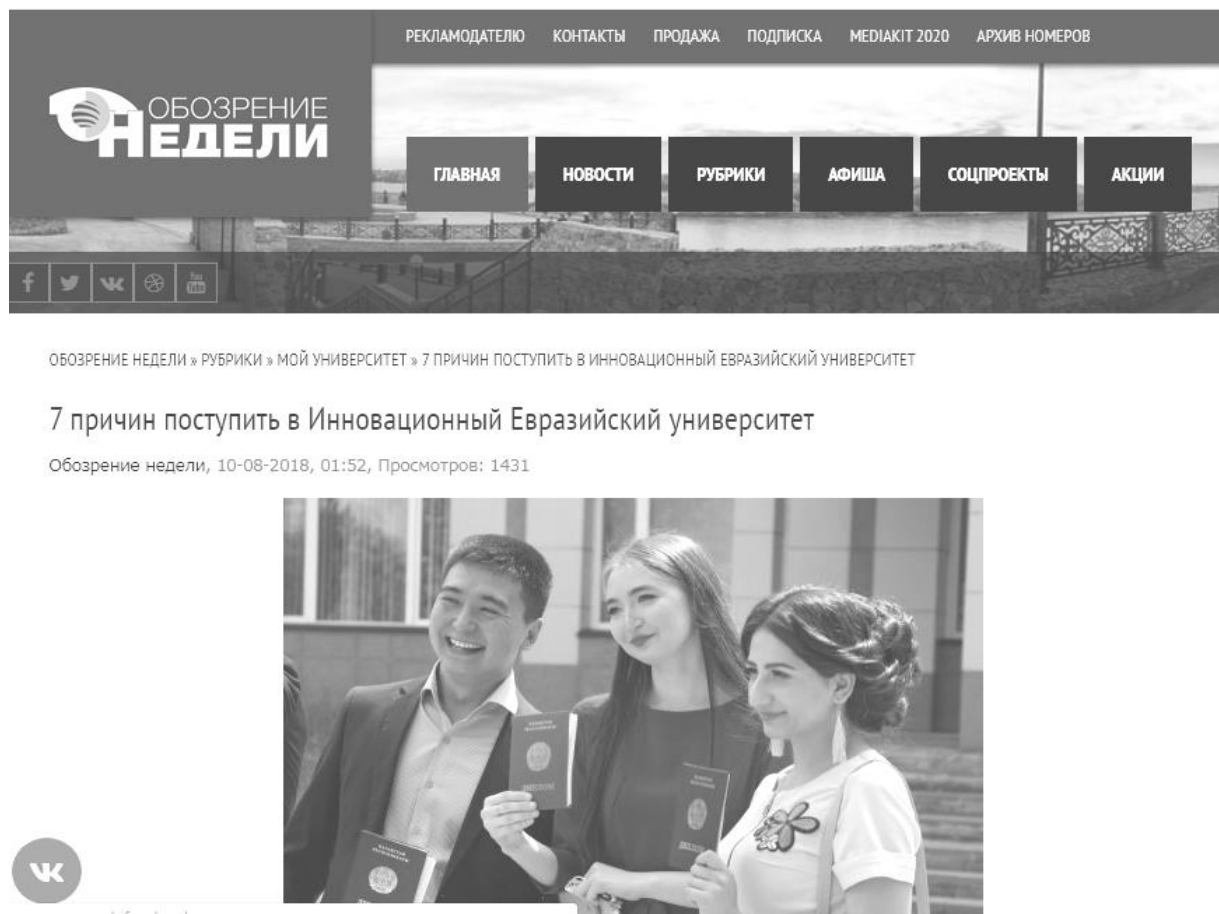 РЕКЛАМОДАТЕЛЮ КОНТАКТЫ ПРОДАЖА ПОДПИСКА MEDIAKIT 2020 АРХИВ НОМЕРОВ
ОБОЗРЕНИЕ
НЕДЕЛИ
ГЛАВНАЯ НОВОСТИ РУБРИКИ АФИША СОЦПРОЕКТЫ АКЦИИ
ОБОЗРЕНИЕ НЕДЕЛИ » РУБРИКИ » МОЙ УНИВЕРСИТЕТ » 7 ПРИЧИН ПОСТУПИТЬ В ИННОВАЦИОННЫЙ ЕВРАЗИЙСКИЙ УНИВЕРСИТЕТ
7 причин поступить в Инновационный Евразийский университет
Обозрение недели, 10-08-2018, 01:52, Просмотров: 1431
ДИПЛОМ